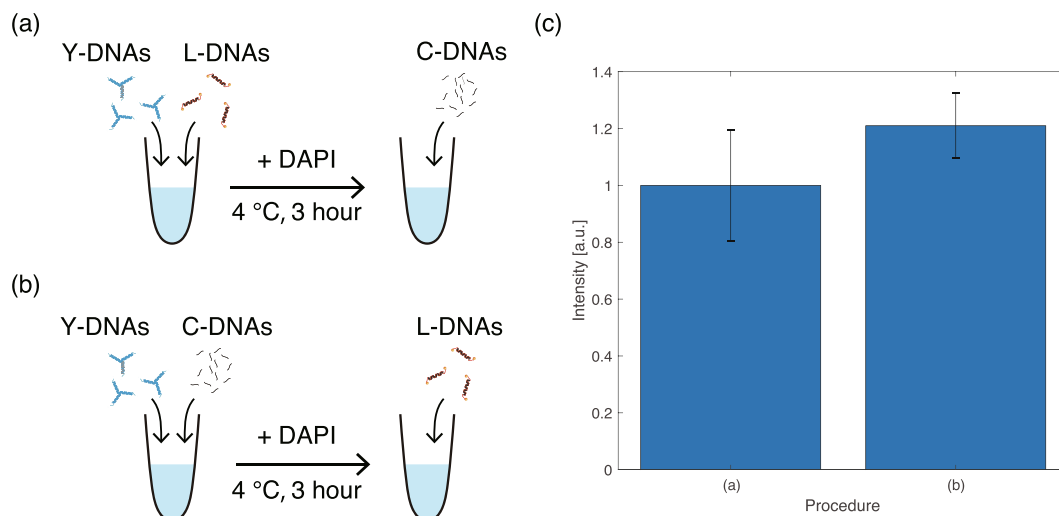 (a)
Y-DNAs L-DNAs
C-DNAs
+ DAPI
4 °C, 3 hour
(b)
Y-DNAs C-DNAs
L-DNAs
+ DAPI
4 °C, 3 hour
(c)
1.4
1.2
1
0.8
0.6
0.4
0.2
0
Intensity [a.u.]
(a) (b)
Procedure